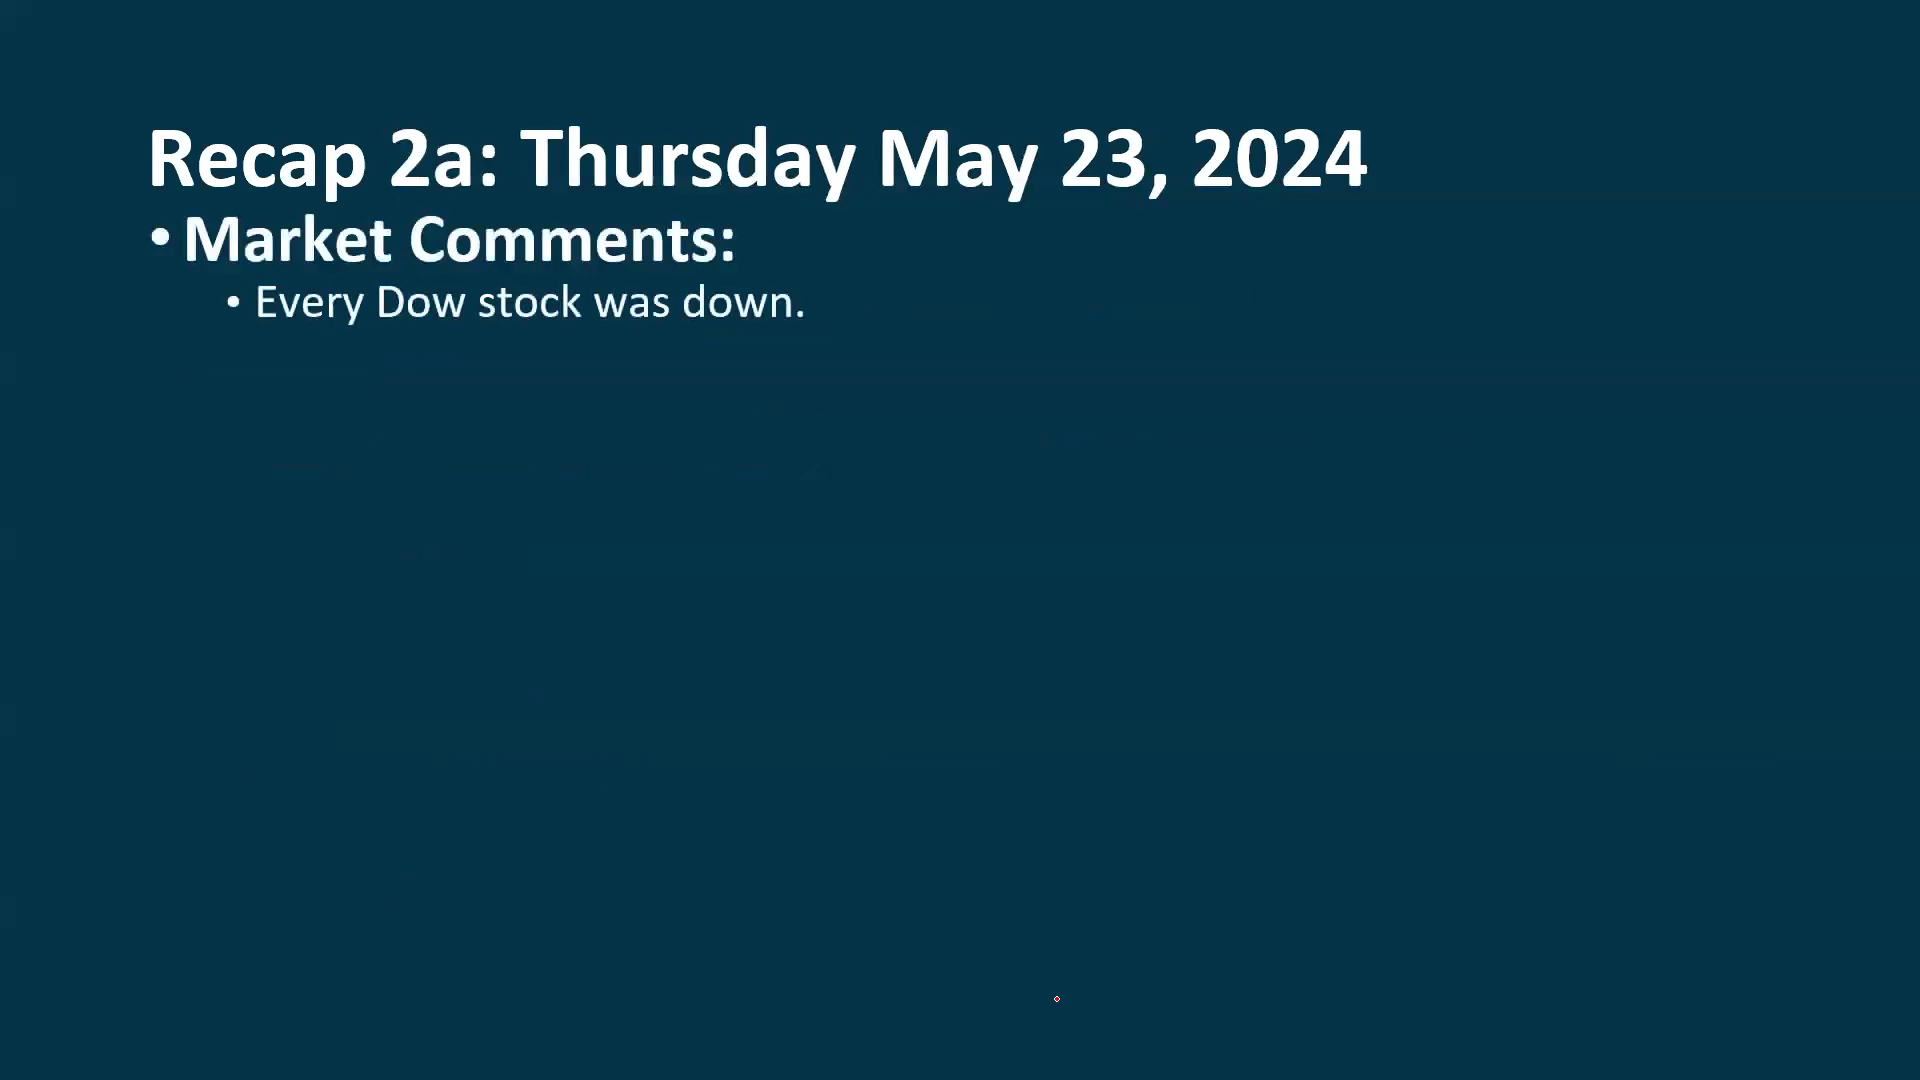 Recap 2a: Thursday May 23, 2024
• Market Comments:
• Every Dow stock was down.